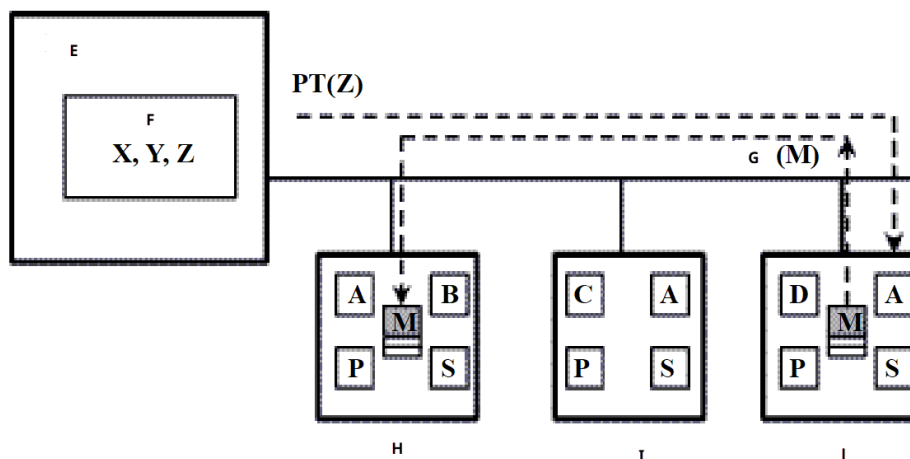 E
PT(Z)
F
X, Y, Z
G (M)
A B C A D A
M M
P S P S P S
H I J